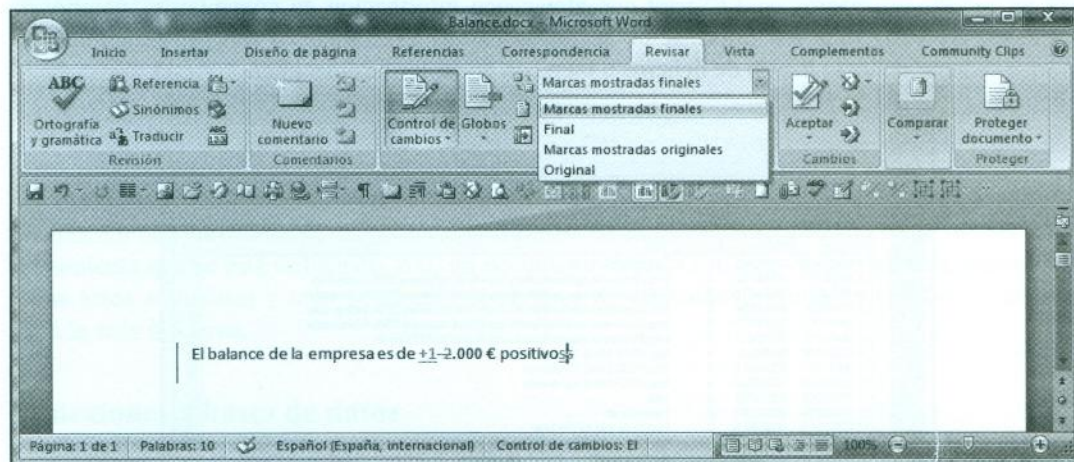 Balance.docx - Microsoft Word
Inicio Insertar Diseño de página Referencias Correspondencia Revisar Vista Complementos Community Clips
ABC Ortografía y gramática
Referencia
Sinónimos
Traducir
Revisión
Nuevo comentario
Comentarios
Control de cambios
Globos
Marcas mostradas finales
Marcas mostradas finales
Final
Marcas mostradas originales
Original
Aceptar
Cambios
Comparar
Proteger documento
Proteger
El balance de la empresa es de +1-2.000 € positivos
Página: 1 de 1 Palabras: 10 Español (España, internacional) Control de cambios: El 100%